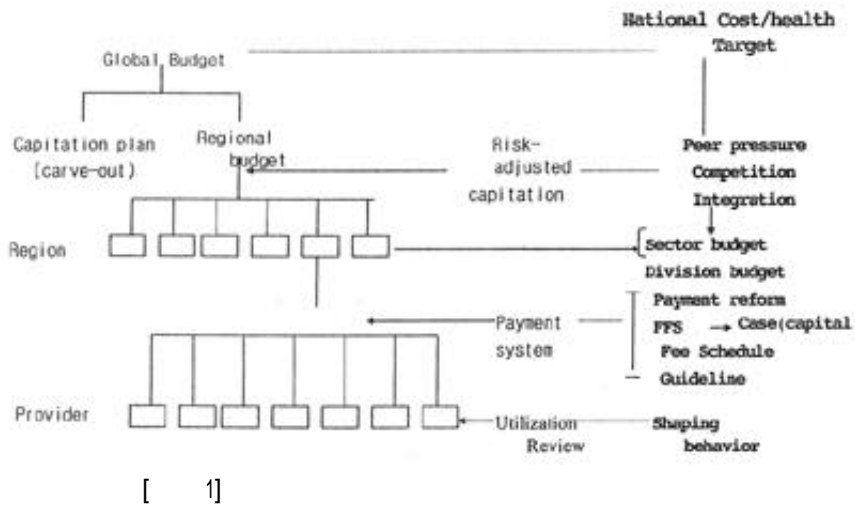 National Cost/health
Target
Global Budget
Capitation plan
(carve-out)
Regional
budget
Risk-
adjusted
capitation
Peer pressure
Competition
Integration
Region
Sector budget
Division budget
Payment reform
FFS → Case(capital
Fee Schedule
Guideline
Payment
system
Provider
Utilization
Review
Shaping
behavior
[ 1]